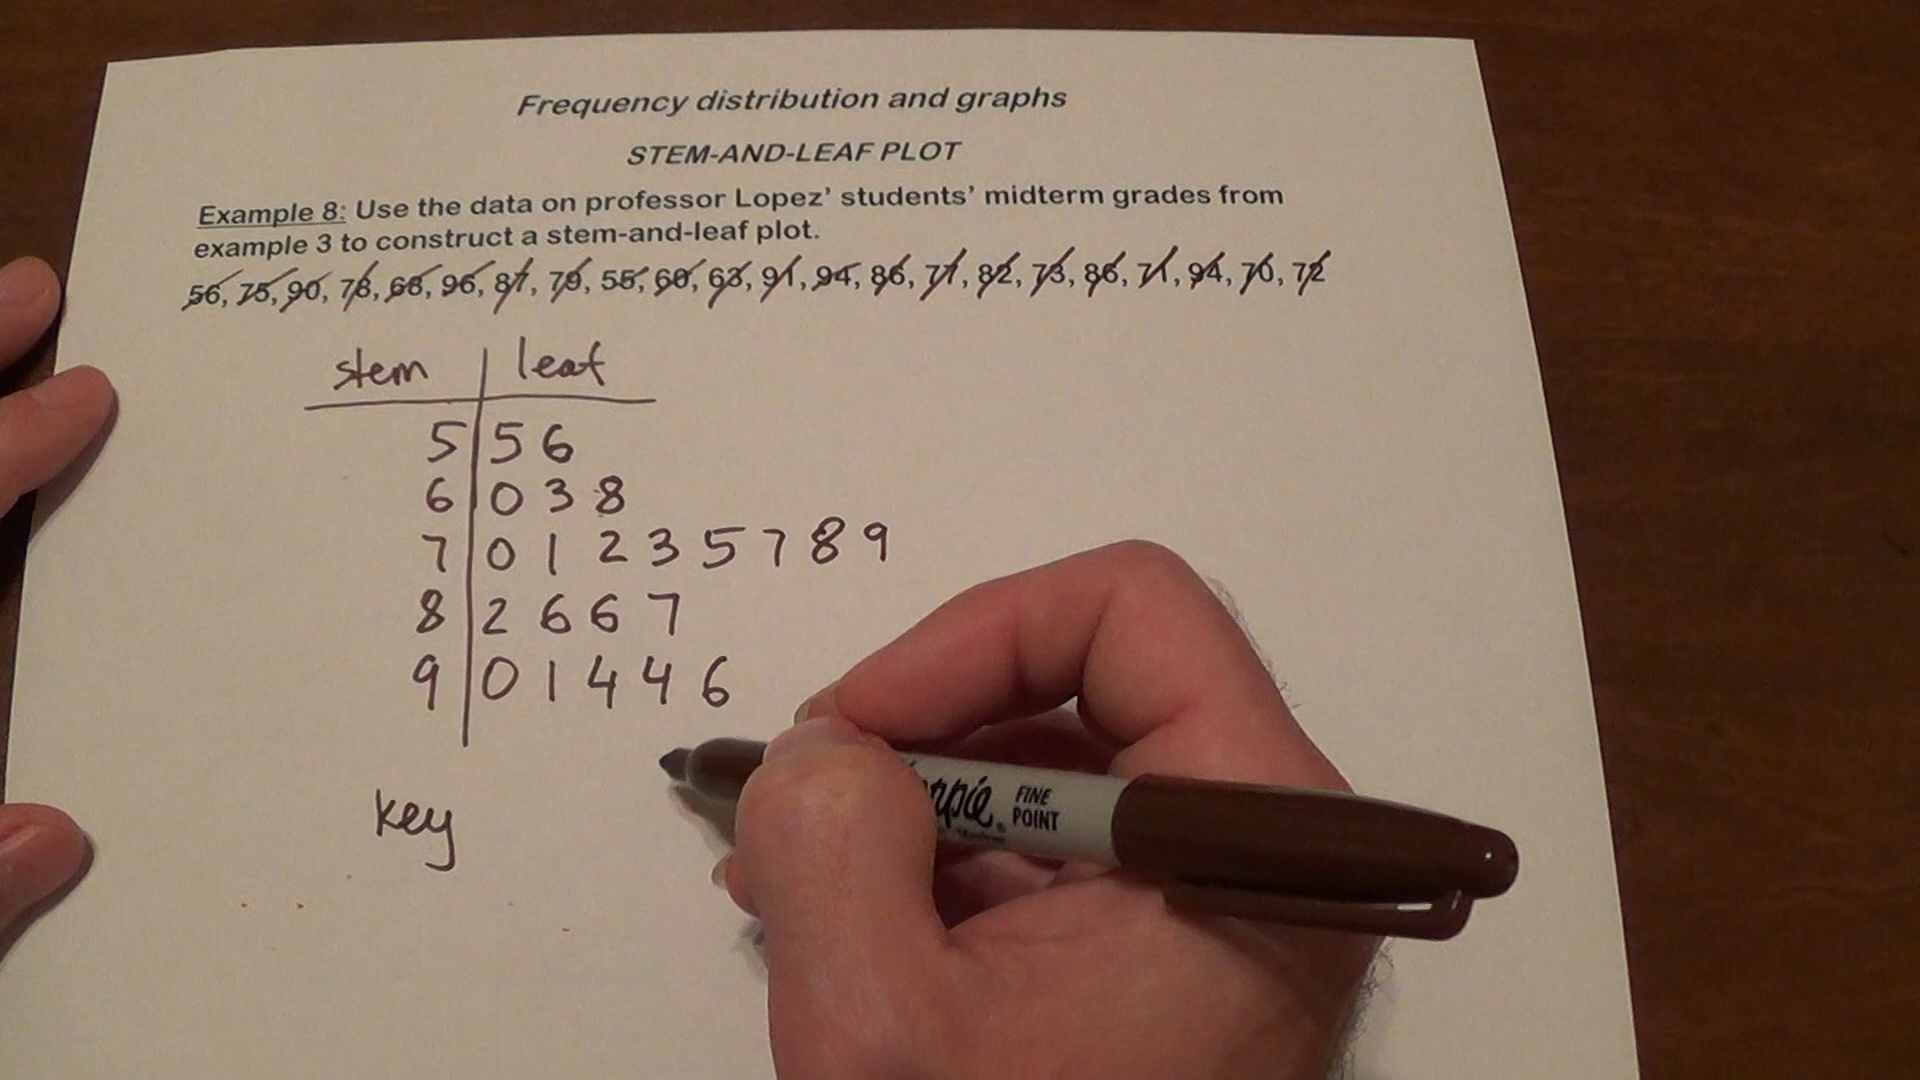 Frequency distribution and graphs
STEM-AND-LEAF PLOT
Example 8: Use the data on professor Lopez’ students’ midterm grades from
example 3 to construct a stem-and-leaf plot.
56, 75, 90, 78, 68, 96, 87, 79, 55, 60, 63, 91, 94, 86, 77, 82, 73, 86, 71, 94, 70, 72
stem leaf
5 5 6
6 0 3 8
7 0 1 2 3 5 7 8 9
8 2 6 6 7
9 0 1 4 4 6
key
FINE
POINT